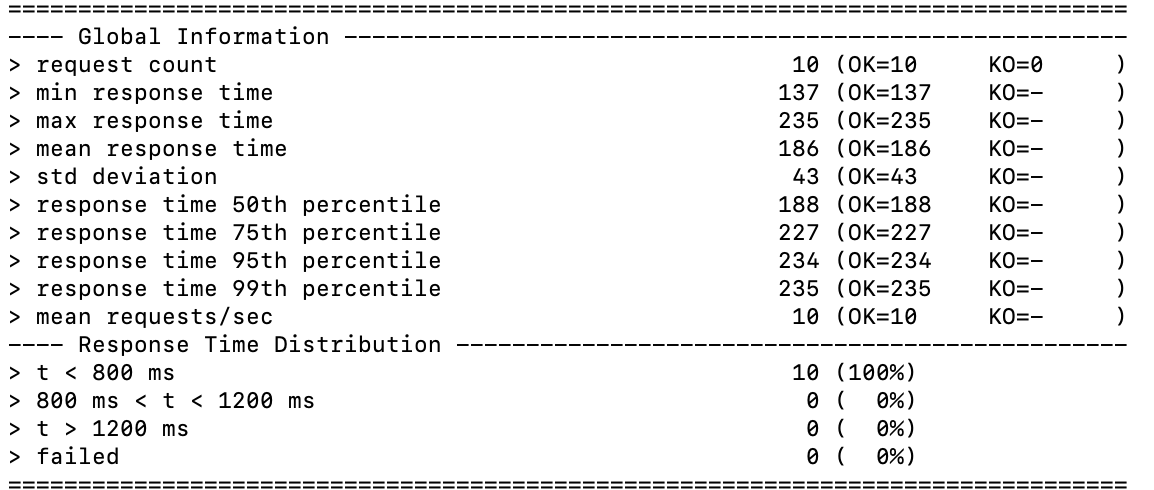 ================================================================================
---- Global Information --------------------------------------------------------
> request count                                         10 (OK=10     KO=0     )
> min response time                                    137 (OK=137    KO=-     )
> max response time                                    235 (OK=235    KO=-     )
> mean response time                                   186 (OK=186    KO=-     )
> std deviation                                         43 (OK=43     KO=-     )
> response time 50th percentile                        188 (OK=188    KO=-     )
> response time 75th percentile                        227 (OK=227    KO=-     )
> response time 95th percentile                        234 (OK=234    KO=-     )
> response time 99th percentile                        235 (OK=235    KO=-     )
> mean requests/sec                                     10 (OK=10     KO=-     )
---- Response Time Distribution ------------------------------------------------
> t < 800 ms                                            10 (100%)
> 800 ms < t < 1200 ms                                   0 (  0%)
> t > 1200 ms                                            0 (  0%)
> failed                                                 0 (  0%)
================================================================================